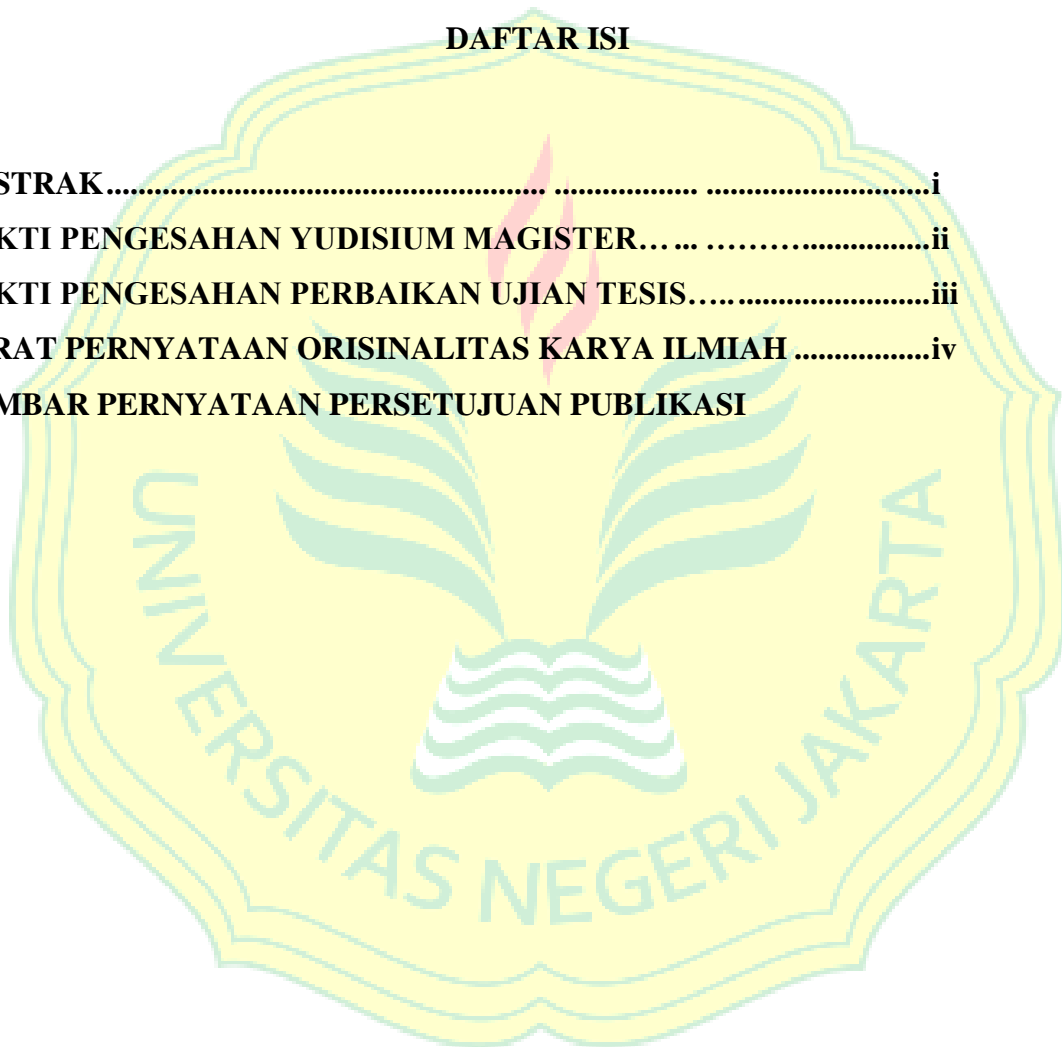 DAFTAR ISI
STRAK...................................................... .................. ............................i
KTI PENGESAHAN YUDISIUM MAGISTER…... ………................ii
KTI PENGESAHAN PERBAIKAN UJIAN TESIS…..........................iii
RAT PERNYATAAN ORISINALITAS KARYA ILMIAH .................iv
MBAR PERNYATAAN PERSETUJUAN PUBLIKASI
UNIVERSITAS NEGERI JAKARTA